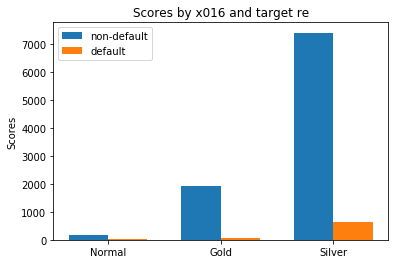 Scores by x016 and target re
non-default
default
7000
6000
5000
4000
3000
2000
1000
0
Scores
Normal Gold Silver